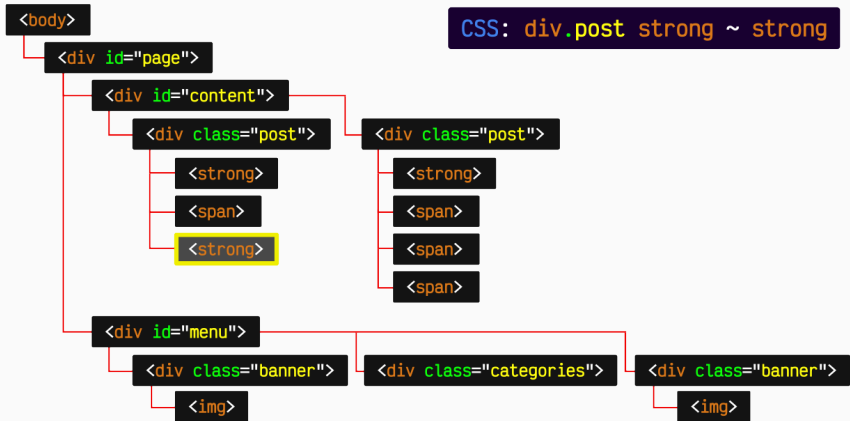 <body>
CSS: div.post strong ~ strong
<div id="page">
<div id="content">
<div class="post">
<div class="post">
<strong>
<strong>
<span>
<span>
<strong>
<span>
<span>
<div id="menu">
<div class="banner">
<div class="categories">
<div class="banner">
<img>
<img>